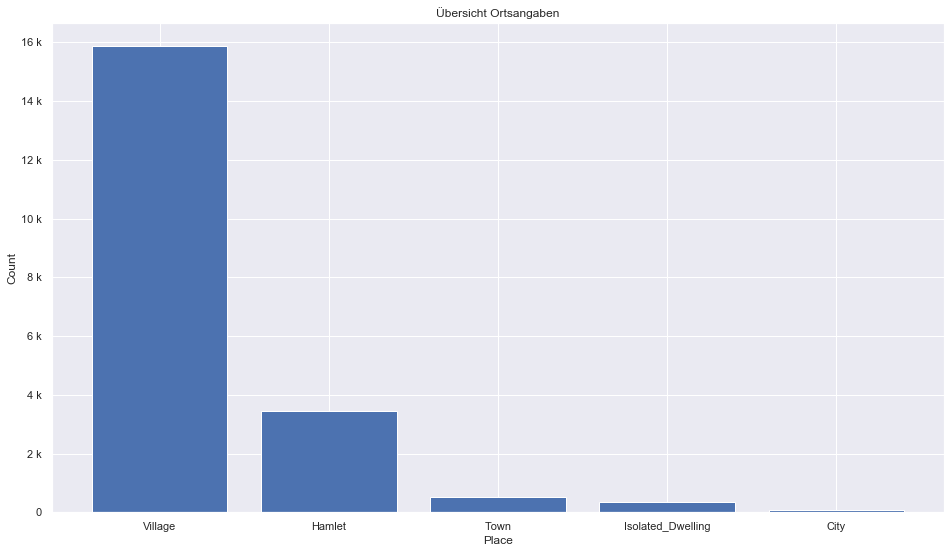 Übersicht Ortsangaben
16 k
14 k
12 k
10 k
8 k
6 k
4 k
2 k
0
Count
Village Hamlet Town Isolated_Dwelling City
Place